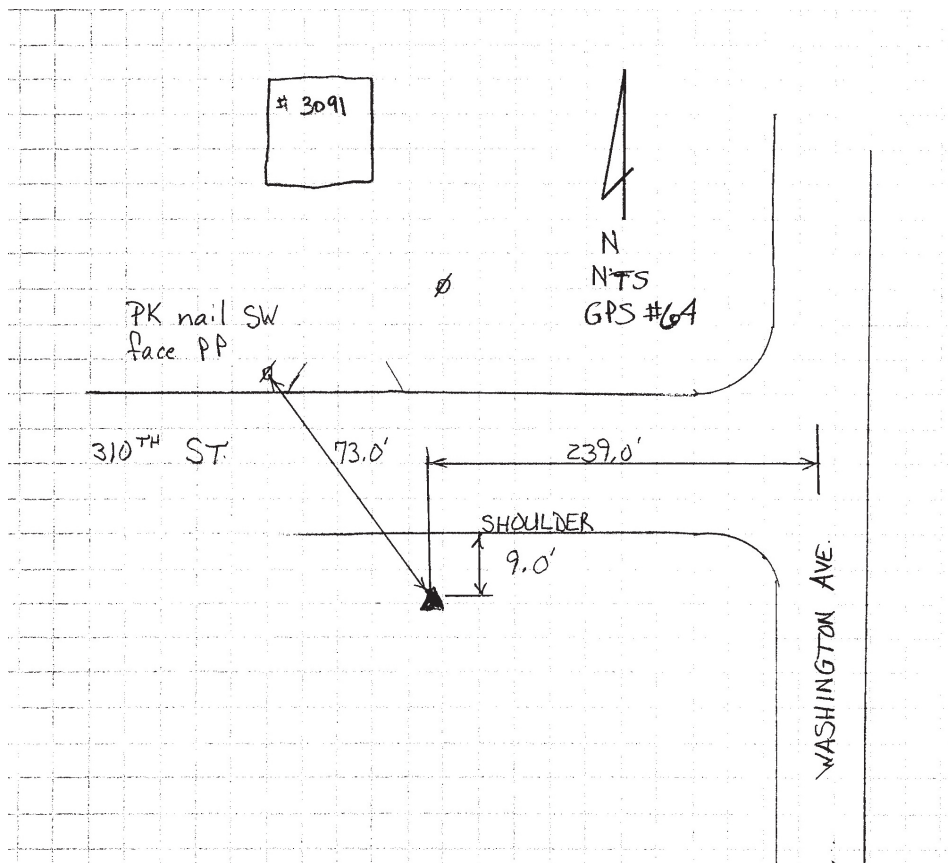 # 3091
N
NTS
GPS #64
PK nail SW
face PP
310TH ST.
73.0'
239.0'
SHOULDER
9.0'
WASHINGTON AVE.